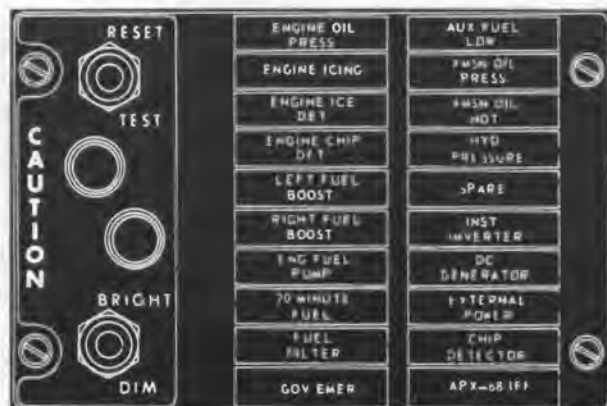 RESET
TEST
CAUTION
BRIGHT
DIM
ENGINE OIL
PRESS
ENGINE ICING
ENGINE ICE
DET
ENGINE CHIP
DET
LEFT FUEL
BOOST
RIGHT FUEL
BOOST
ENG FUEL
PUMP
20 MINUTE
FUEL
FUEL
FILTER
GOV EMER
AUX FUEL
LOW
XMSN OIL
PRESS
XMSN OIL
HOT
HYD
PRESSURE
SPARE
INST
INVERTER
DC
GENERATOR
EXTERNAL
POWER
CHIP
DETECTOR
APX-68 IFF